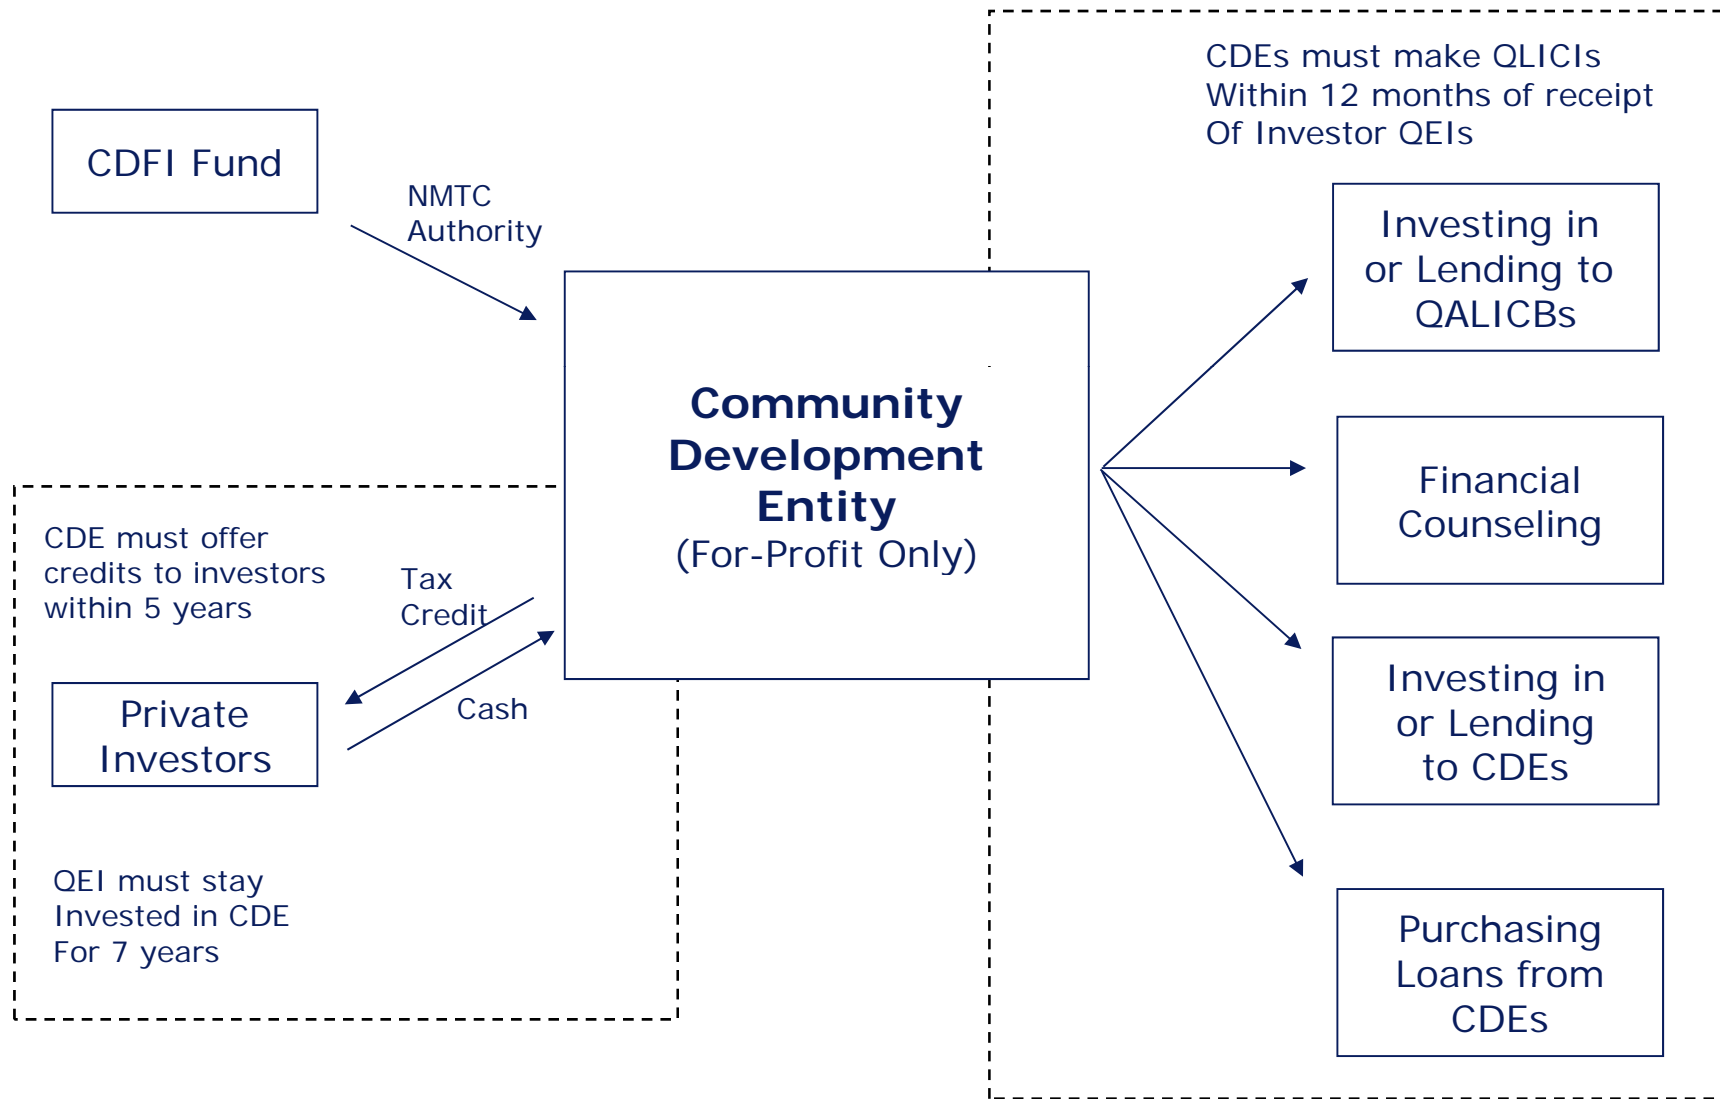 CDEs must make QLICIs
Within 12 months of receipt
Of Investor QEIs
CDFI Fund
NMTC
Authority
Investing in
or Lending to
QALICBs
Community
Development
Entity
(For-Profit Only)
Financial
Counseling
CDE must offer
credits to investors
within 5 years
Tax
Credit
Private
Investors
Cash
Investing in
or Lending
to CDEs
QEI must stay
Invested in CDE
For 7 years
Purchasing
Loans from
CDEs